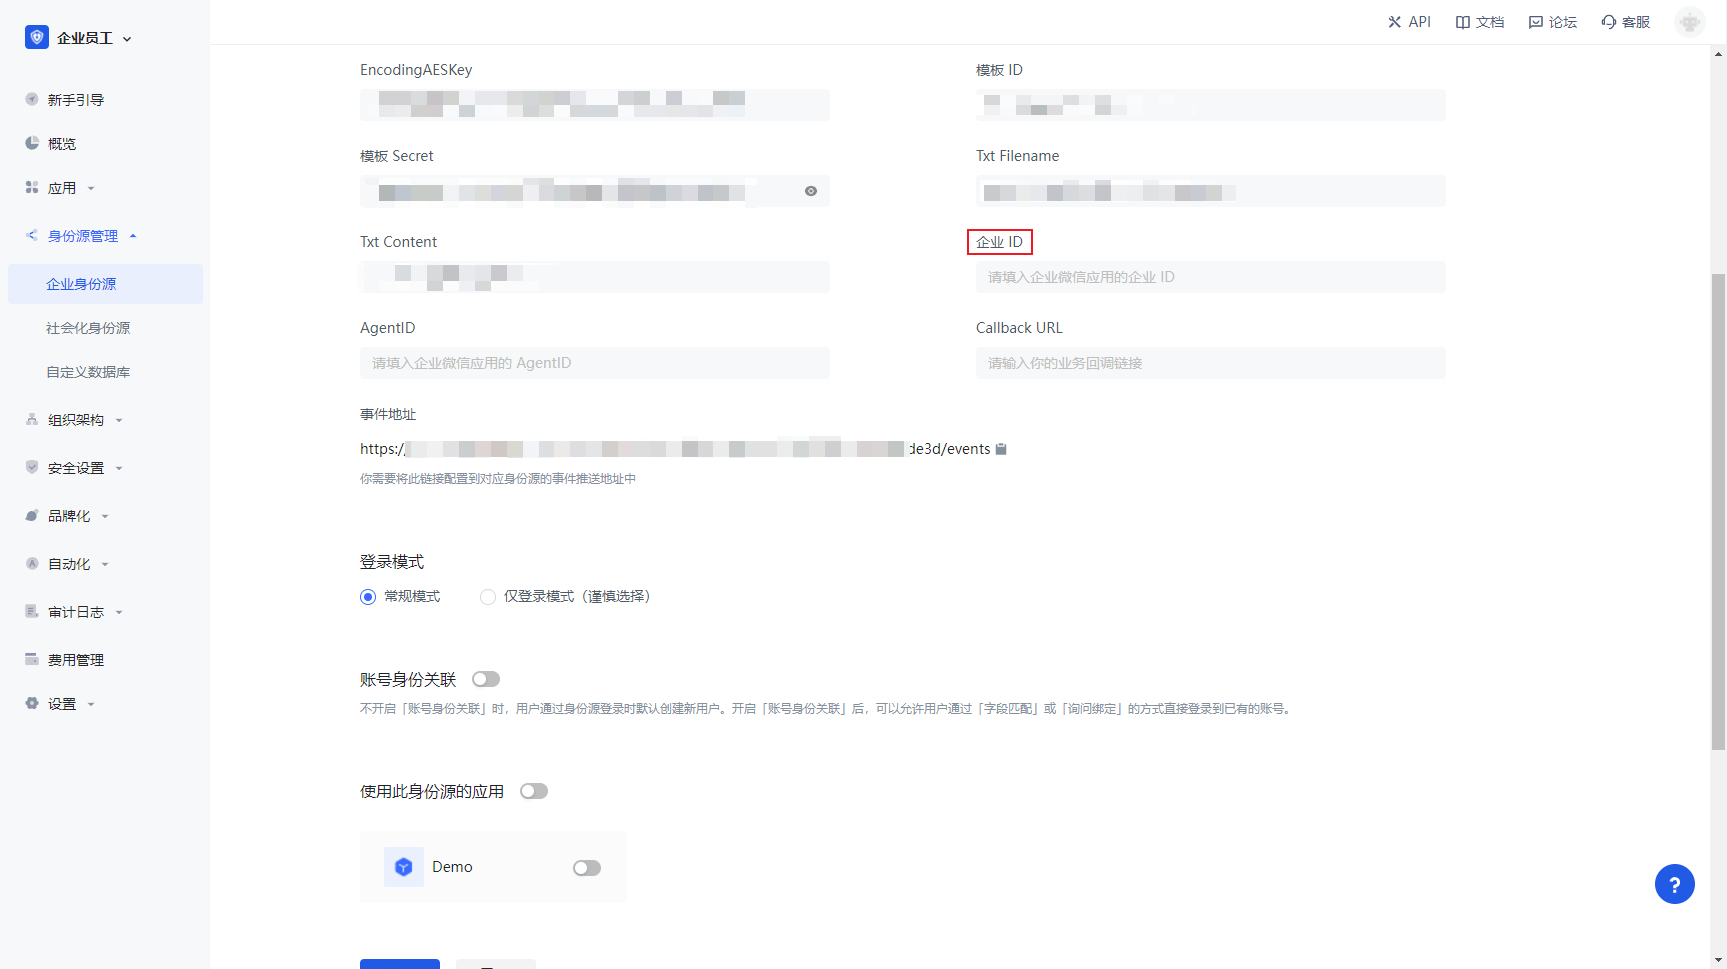 企业员工
API
文档
论坛
客服
新手引导
概览
应用
身份源管理
企业身份源
社会化身份源
自定义数据库
组织架构
安全设置
品牌化
自动化
审计日志
费用管理
设置
EncodingAESKey
模板 ID
模板 Secret
Txt Filename
Txt Content
企业 ID
请填入企业微信应用的企业 ID
AgentID
Callback URL
请填入企业微信应用的 AgentID
请输入你的业务回调链接
事件地址
https:/
de3d/events
你需要将此链接配置到对应身份源的事件推送地址中
登录模式
常规模式
仅登录模式（谨慎选择）
账号身份关联
不开启「账号身份关联」时，用户通过身份源登录时默认创建新用户。开启「账号身份关联」后，可以允许用户通过「字段匹配」或「询问绑定」的方式直接登录到已有的账号。
使用此身份源的应用
Demo
?